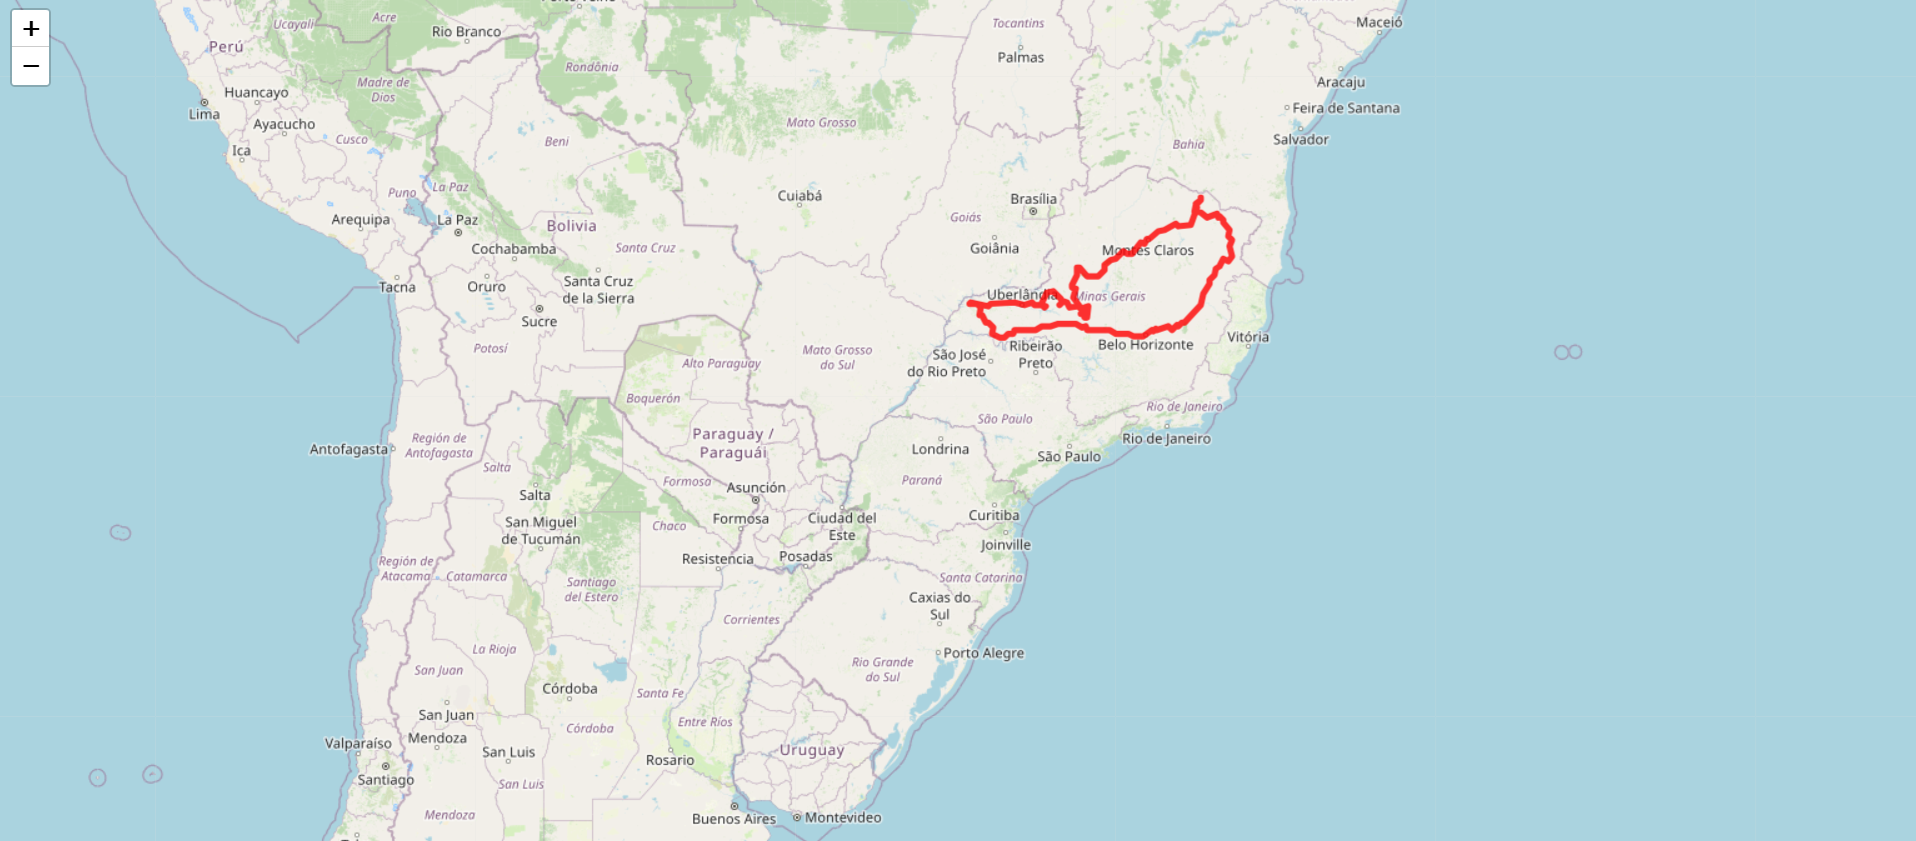 +
−
Ucayali
Acre
Rio Branco
Perú
Tocantins
Maceió
Palmas
Rondônia
Madre de
Dios
Huancayo
Lima
Ayacucho
Aracaju
Feira de Santana
Mato Grosso
Cusco
Beni
Ica
Salvador
Bahia
La Paz
Puno
Cuiabá
Brasília
Goiás
Arequipa
La Paz
Bolivia
Cochabamba
Santa Cruz
Goiânia
Montes Claros
Tacna
Oruro
Santa Cruz
de la Sierra
Uberlândia
Minas Gerais
Sucre
Vitória
Potosí
Belo Horizonte
Ribeirão
Preto
São José
do Rio Preto
Mato Grosso
do Sul
Alto Paraguay
Boquerón
Rio de Janeiro
São Paulo
Rio de Janeiro
Paraguay /
Paraguái
Región de
Antofagasta
Antofagasta
Londrina
São Paulo
Salta
Formosa
Paraná
Asunción
Salta
San Miguel
de Tucumán
Chaco
Formosa
Ciudad del
Este
Curitiba
Joinville
Resistencia
Posadas
Región de
Atacama
Catamarca
Santiago
del Estero
Santa Catarina
Caxias do
Sul
Corrientes
La Rioja
San Juan
Porto Alegre
Rio Grande
do Sul
Córdoba
Santa Fe
San Juan
Córdoba
Entre Ríos
Valparaíso
Mendoza
San Luis
Uruguay
Rosario
Santiago
San Luis
Mendoza
Buenos Aires
Montevideo